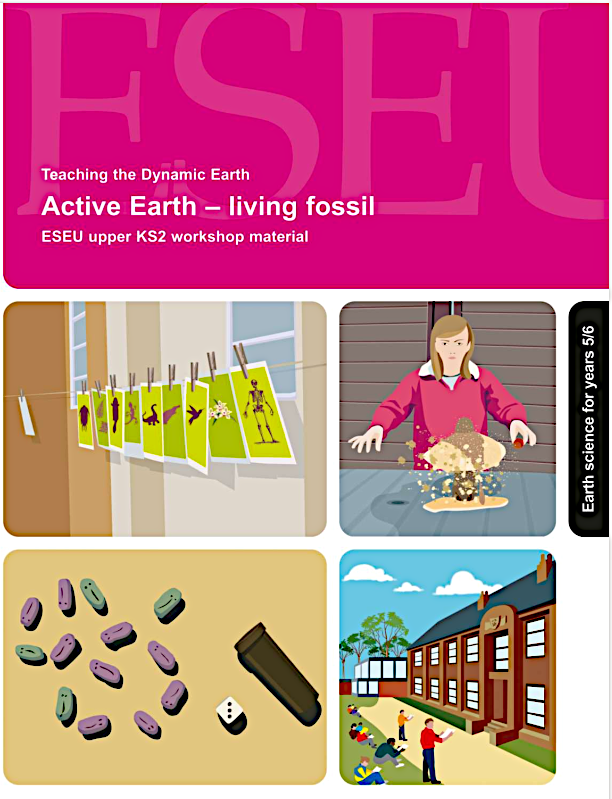 ESEU
Teaching the Dynamic Earth
Active Earth – living fossil
ESEU upper KS2 workshop material
Earth science for years 5/6